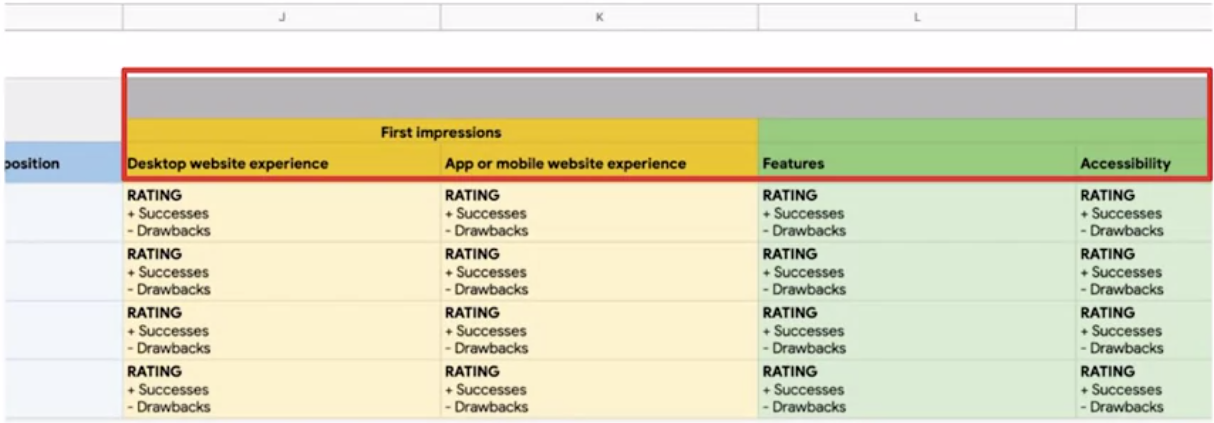 J K L
First impressions
position Desktop website experience App or mobile website experience Features Accessibility
RATING RATING RATING RATING
+ Successes + Successes + Successes + Successes
- Drawbacks - Drawbacks - Drawbacks - Drawbacks
RATING RATING RATING RATING
+ Successes + Successes + Successes + Successes
- Drawbacks - Drawbacks - Drawbacks - Drawbacks
RATING RATING RATING RATING
+ Successes + Successes + Successes + Successes
- Drawbacks - Drawbacks - Drawbacks - Drawbacks
RATING RATING RATING RATING
+ Successes + Successes + Successes + Successes
- Drawbacks - Drawbacks - Drawbacks - Drawbacks